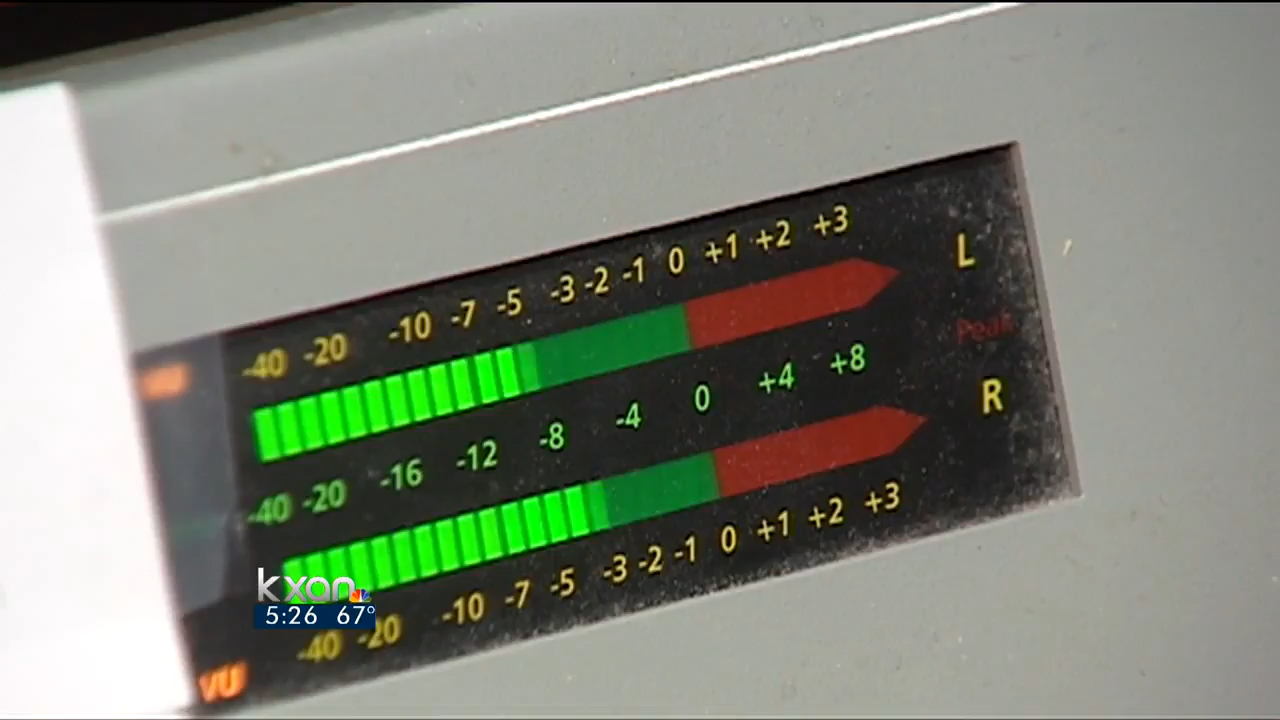 -40 -20 -10 -7 -5 -3 -2 -1 0 +1 +2 +3
L
Peak
-40 -20 -16 -12 -8 -4 0 +4 +8
R
-40 -20 -10 -7 -5 -3 -2 -1 0 +1 +2 +3
VU
kxan
5:26 67°